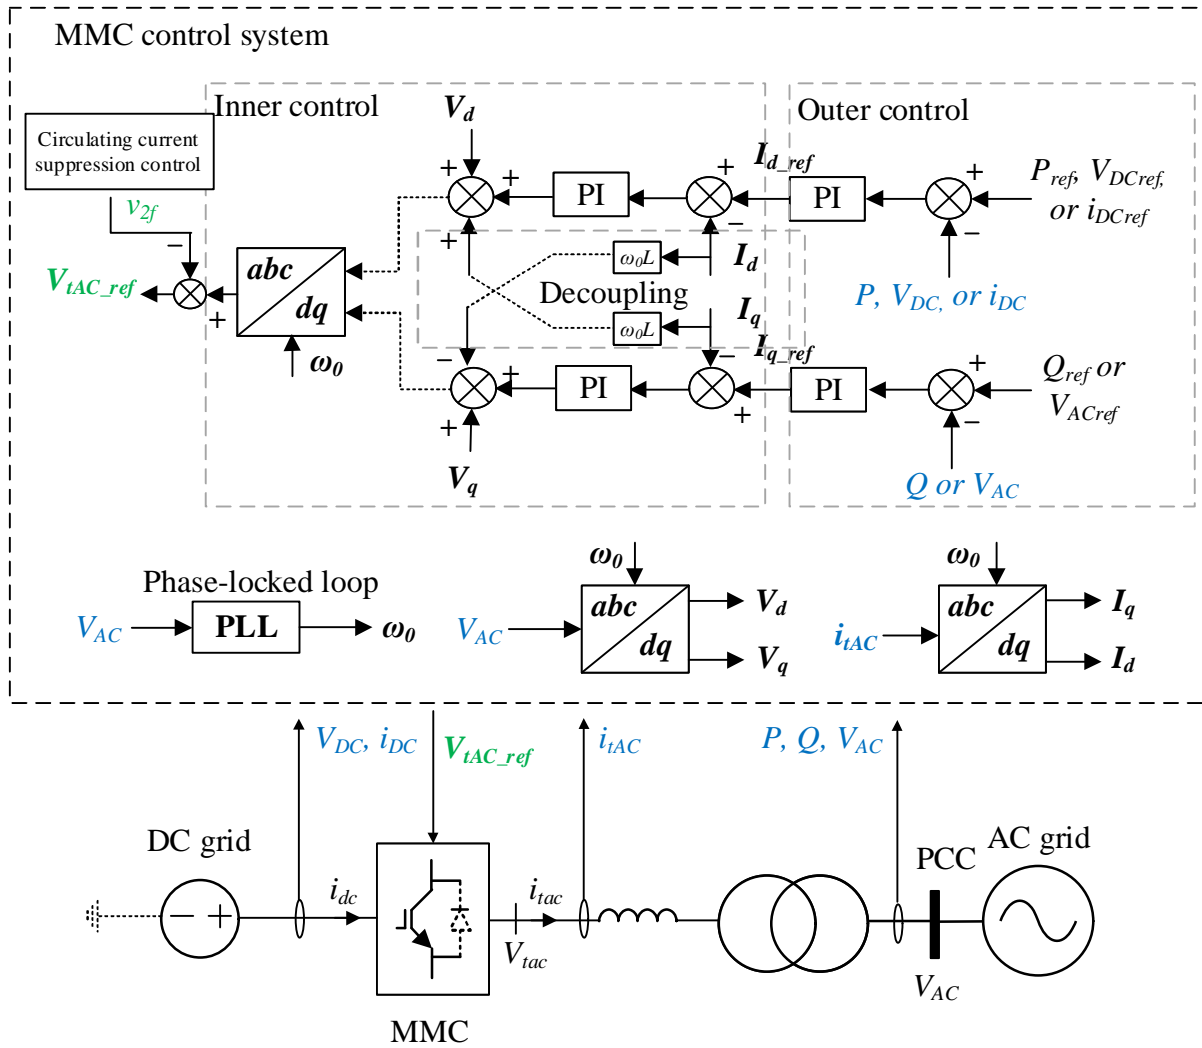 MMC control system
Inner control
Outer control
Circulating current
suppression control
V_d
I_d_ref
P_ref, V_DCref,
or i_DCref
+
+
+
+
PI
PI
−
−
+
v_2f
−
V_tAC_ref
+
abc
dq
ω_0
ω_0L
I_d
Decoupling
I_q
ω_0L
P, V_DC, or i_DC
I_q_ref
−
+
+
PI
−
+
PI
+
−
Q_ref or
V_ACref
V_q
Q or V_AC
Phase-locked loop
V_AC
PLL
ω_0
ω_0
V_AC
abc
dq
V_d
V_q
ω_0
i_tAC
abc
dq
I_q
I_d
V_DC, i_DC
V_tAC_ref
i_tAC
P, Q, V_AC
DC grid
PCC
AC grid
− +
i_dc
i_tac
V_tac
V_AC
MMC